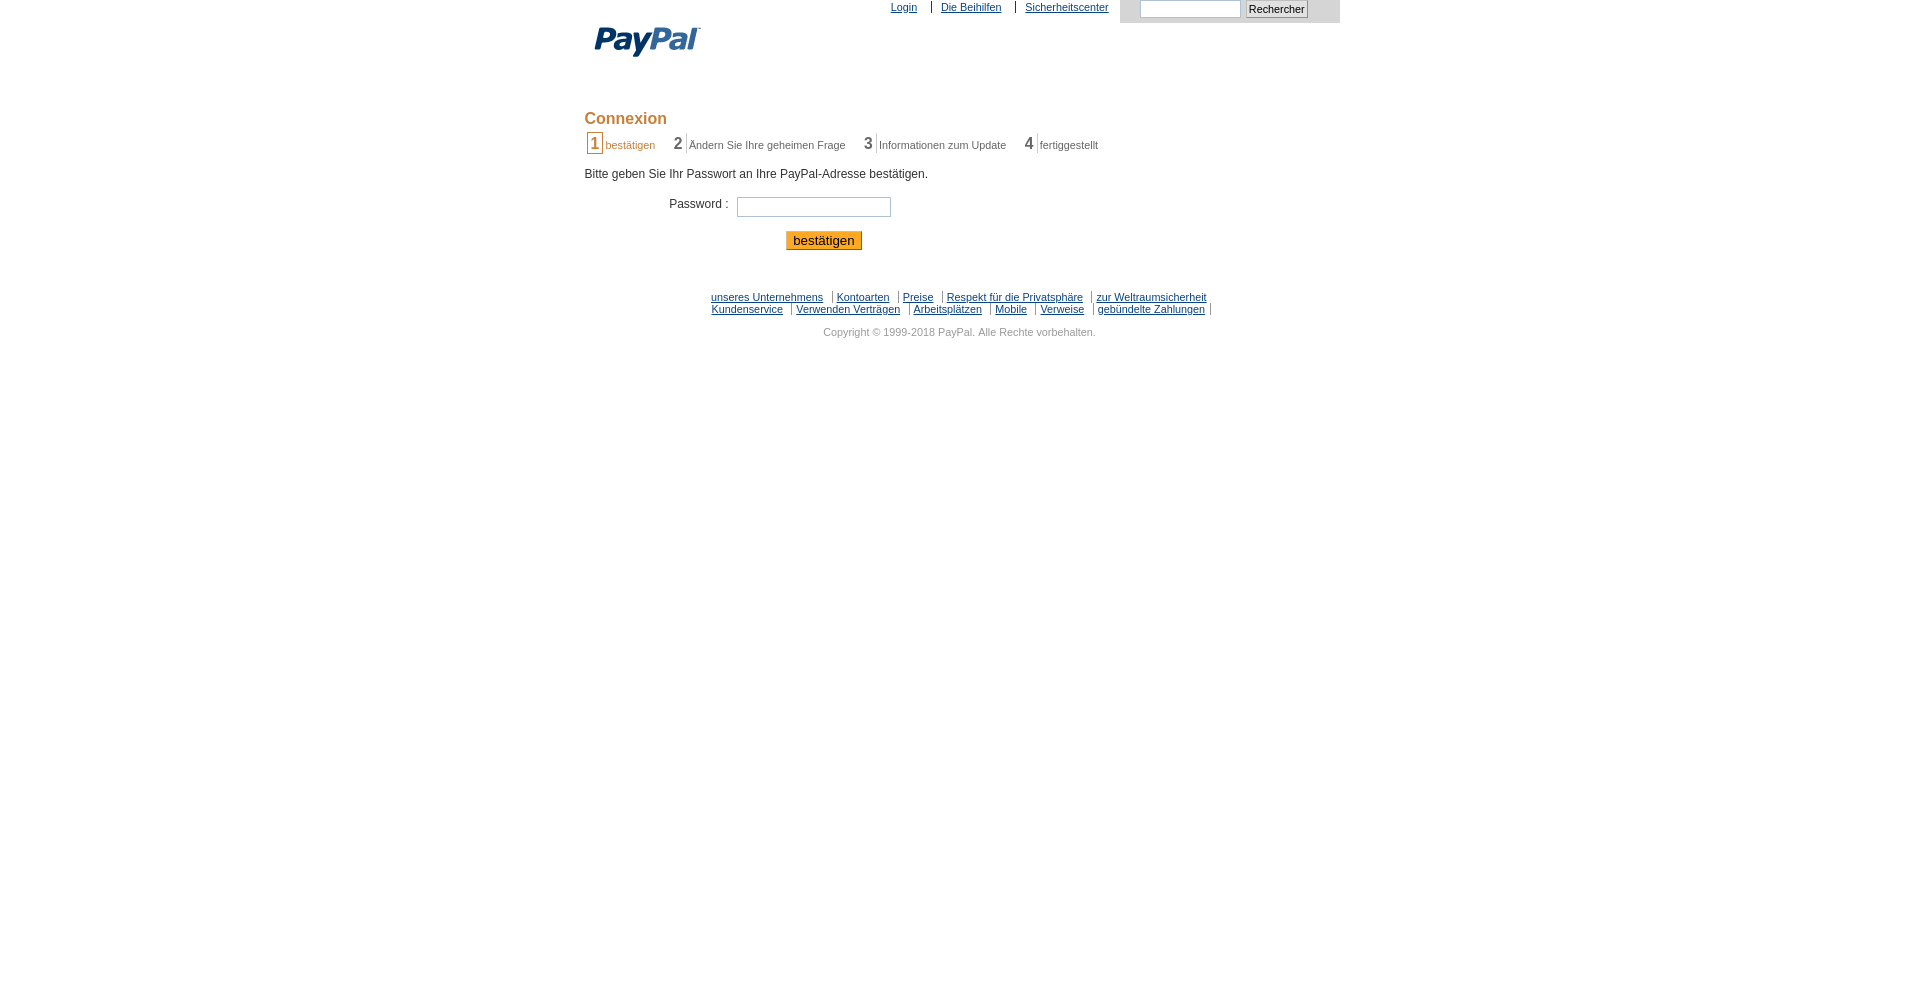 Login Die Beihilfen Sicherheitscenter Rechercher
PayPal
Connexion
1 bestätigen 2 Ändern Sie Ihre geheimen Frage 3 Informationen zum Update 4 fertiggestellt
Bitte geben Sie Ihr Passwort an Ihre PayPal-Adresse bestätigen.
Password :
bestätigen
unseres Unternehmens Kontoarten Preise Respekt für die Privatsphäre zur Weltraumsicherheit
Kundenservice Verwenden Verträgen Arbeitsplätzen Mobile Verweise gebündelte Zahlungen
Copyright © 1999-2018 PayPal. Alle Rechte vorbehalten.